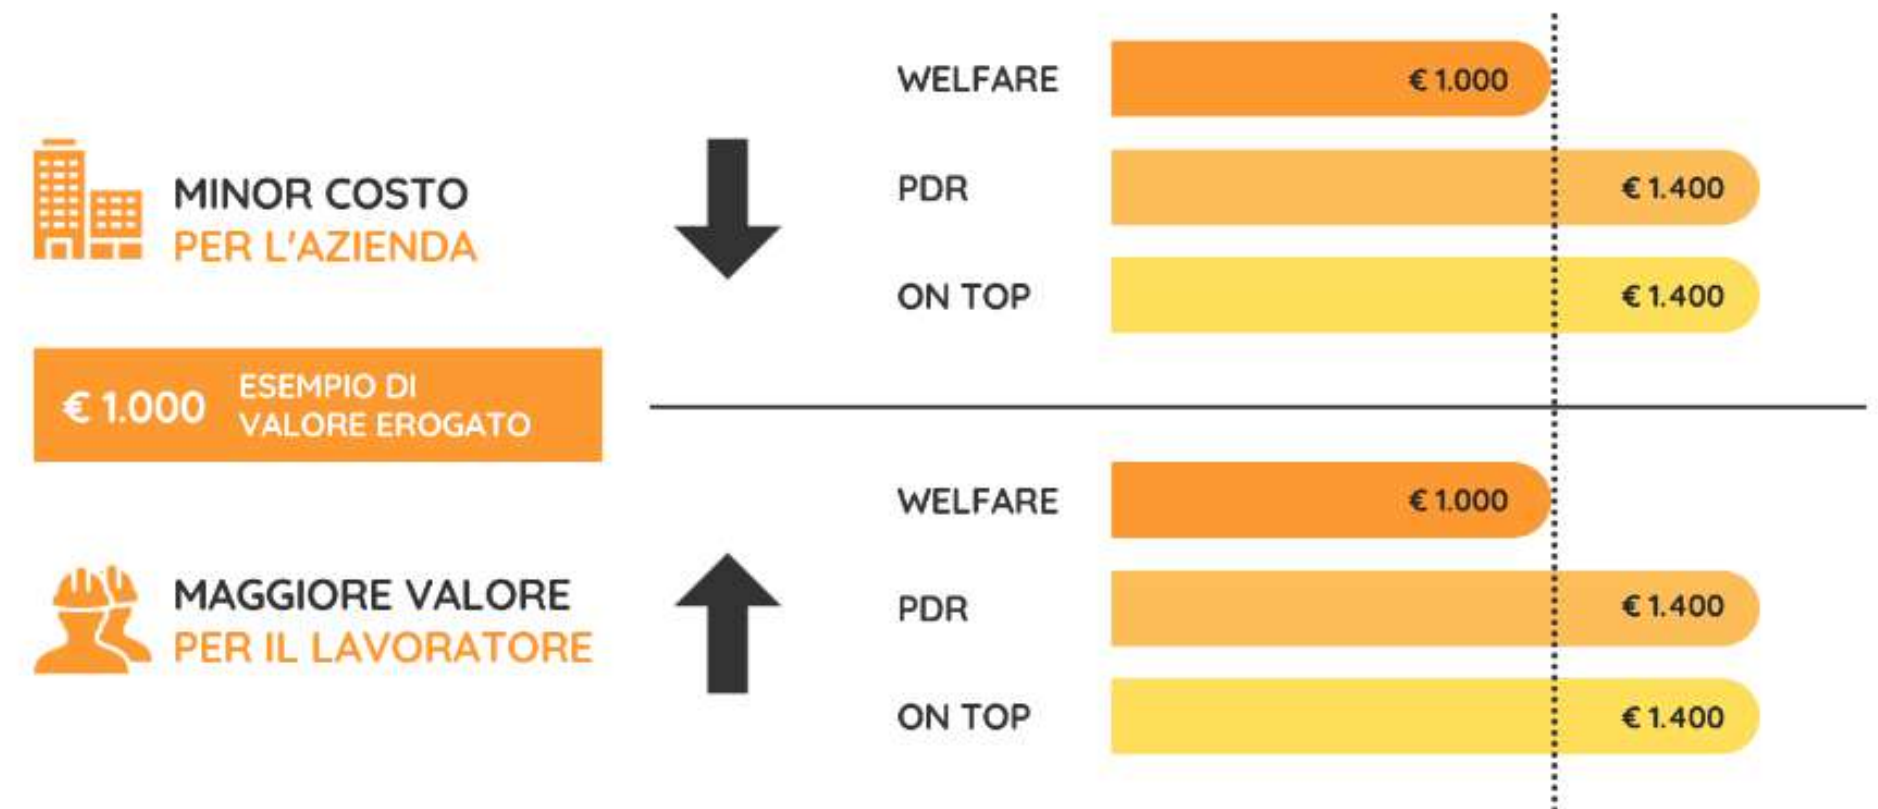 MINOR COSTO
PER L'AZIENDA
WELFARE
€ 1.000
PDR
€ 1.400
ON TOP
€ 1.400
€ 1.000
ESEMPIO DI
VALORE EROGATO
MAGGIORE VALORE
PER IL LAVORATORE
WELFARE
€ 1.000
PDR
€ 1.400
ON TOP
€ 1.400